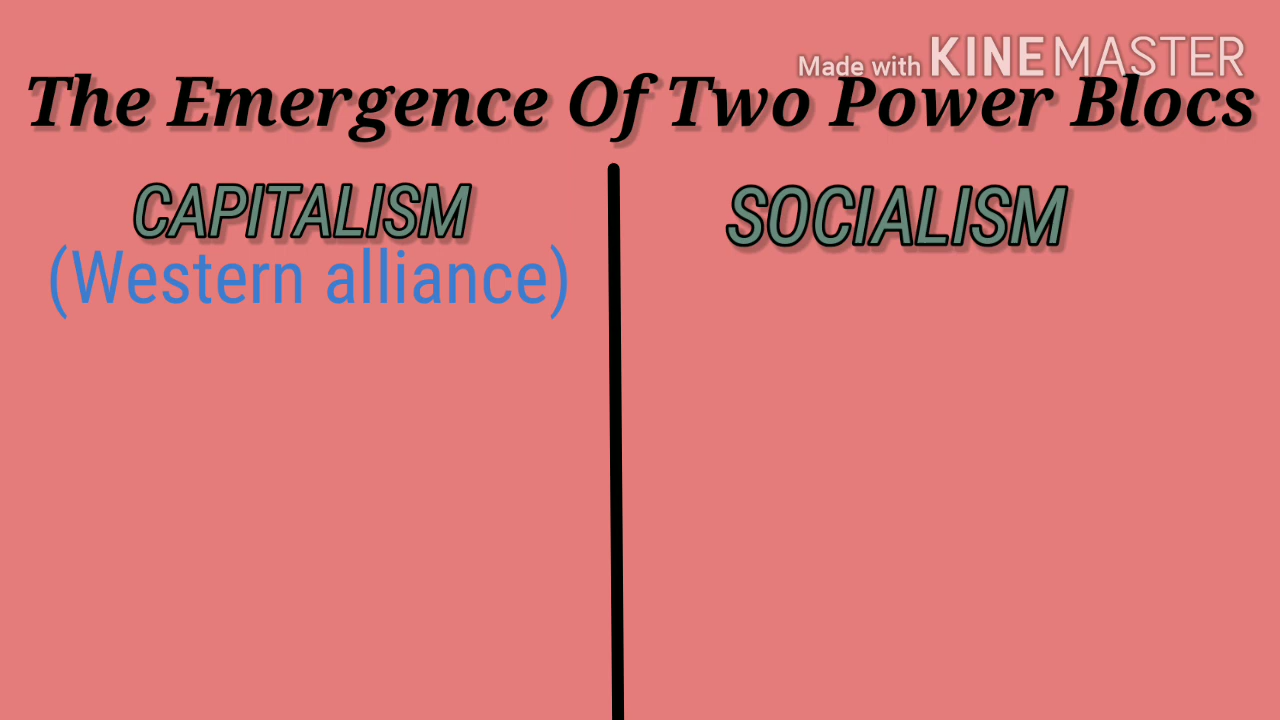 Made with KINEMASTER
The Emergence Of Two Power Blocs
CAPITALISM
(Western alliance)
SOCIALISM